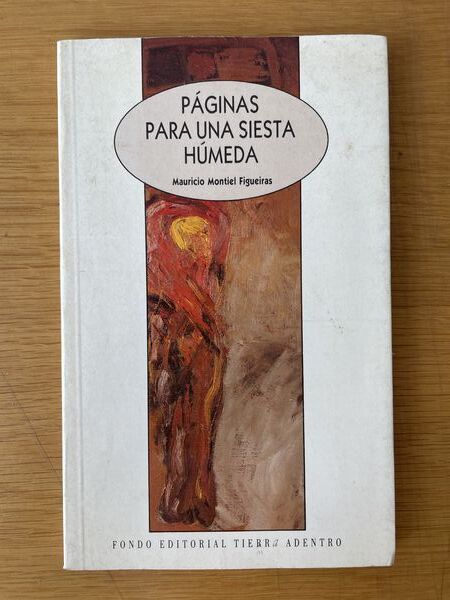 PÁGINAS
PARA UNA SIESTA
HÚMEDA
Mauricio Montiel Figueiras
FONDO EDITORIAL TIERRA ADENTRO